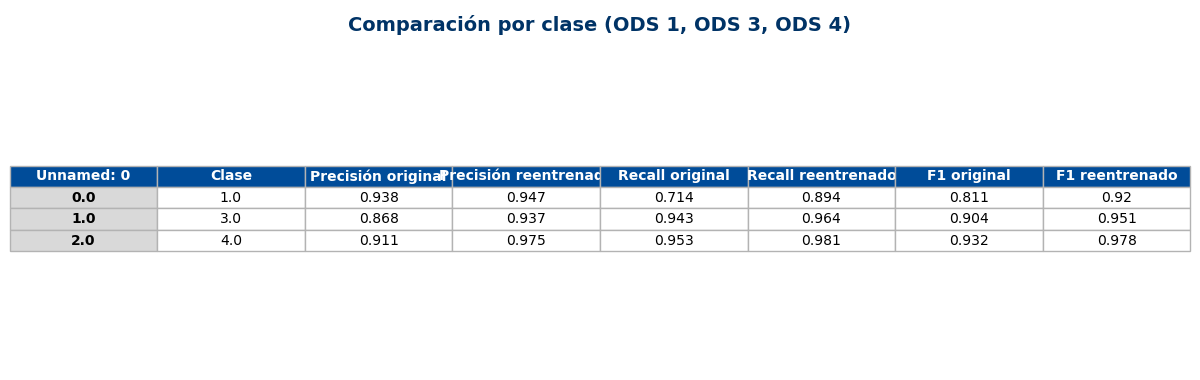 Comparación por clase (ODS 1, ODS 3, ODS 4)
Unnamed: 0 Clase Precisión original Precisión reentrenad Recall original Recall reentrenado F1 original F1 reentrenado
0.0 1.0 0.938 0.947 0.714 0.894 0.811 0.92
1.0 3.0 0.868 0.937 0.943 0.964 0.904 0.951
2.0 4.0 0.911 0.975 0.953 0.981 0.932 0.978